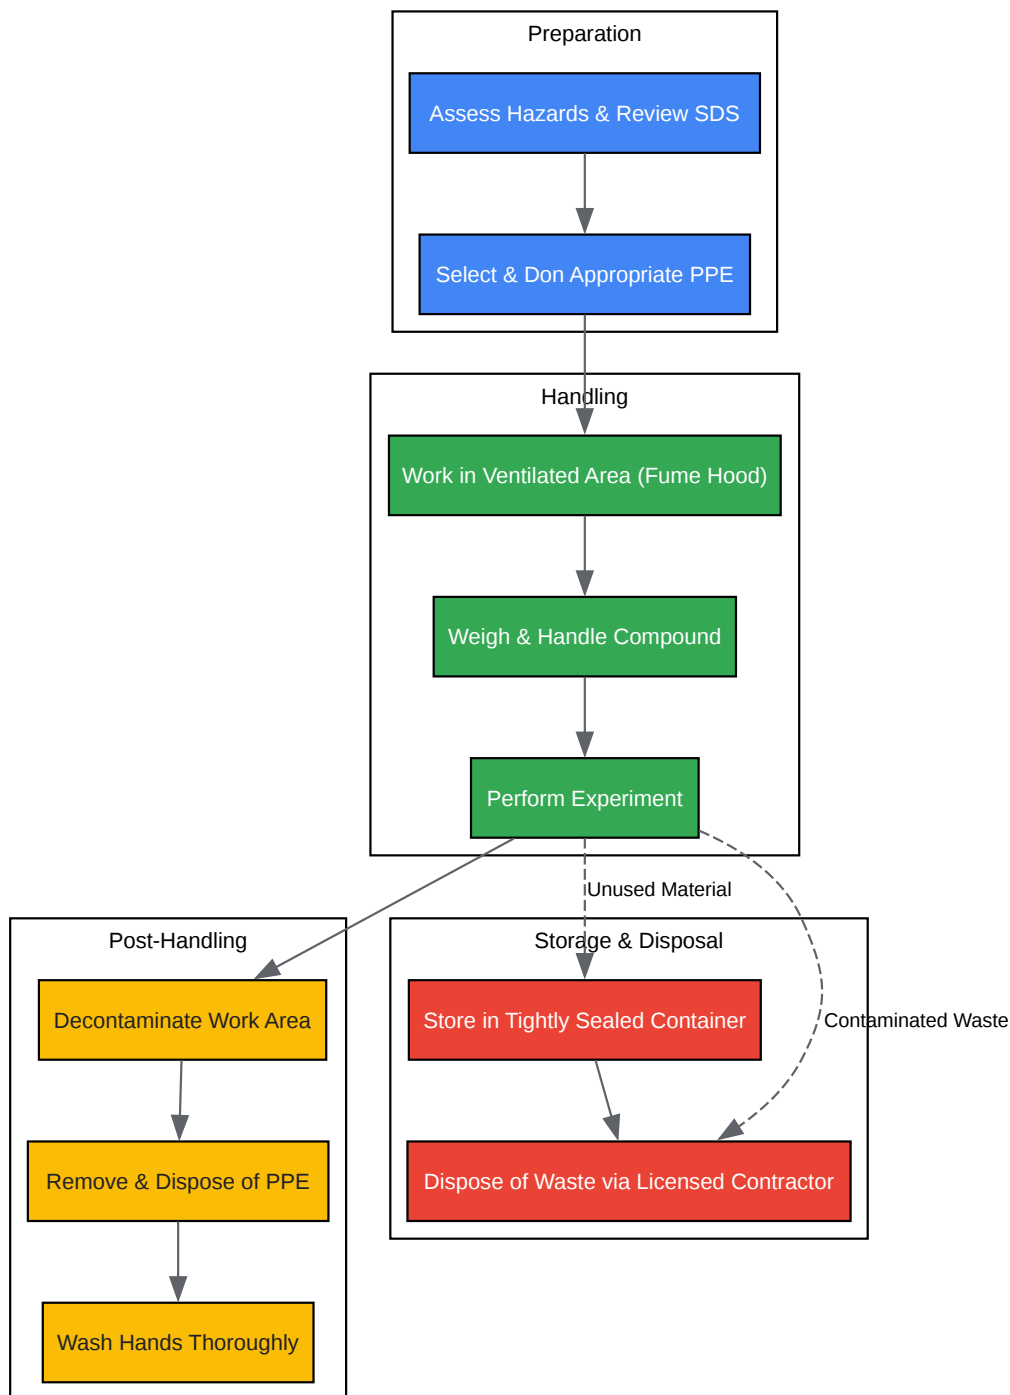 Preparation
Assess Hazards & Review SDS
Select & Don Appropriate PPE
Handling
Work in Ventilated Area (Fume Hood)
Weigh & Handle Compound
Perform Experiment
Unused Material
Post-Handling
Storage & Disposal
Decontaminate Work Area
Store in Tightly Sealed Container
Contaminated Waste
Remove & Dispose of PPE
Dispose of Waste via Licensed Contractor
Wash Hands Thoroughly